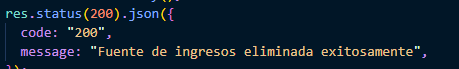 res.status(200).json({
code: "200",
message: "Fuente de ingresos eliminada exitosamente",
});